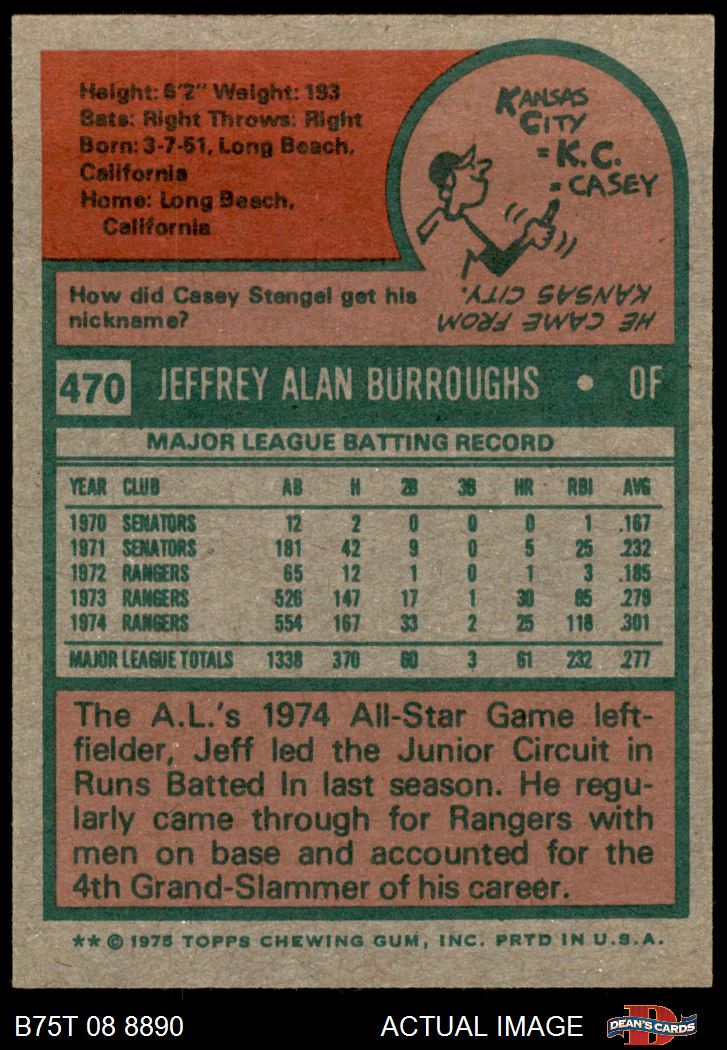 Height: 6'2" Weight: 193
Bats: Right Throws: Right
Born: 3-7-51, Long Beach,
California
Home: Long Beach,
California
KANSAS
CITY
= K.C.
= CASEY
How did Casey Stengel get his
nickname?
HE CAME FROM
KANSAS CITY.
470 JEFFREY ALAN BURROUGHS • OF
MAJOR LEAGUE BATTING RECORD
YEAR CLUB AB H 2B 3B HR RBI AVG
1970 SENATORS 12 2 0 0 0 1 .167
1971 SENATORS 181 42 9 0 5 25 .232
1972 RANGERS 65 12 1 0 1 3 .185
1973 RANGERS 526 147 17 1 30 85 .279
1974 RANGERS 554 167 33 2 25 118 .301
MAJOR LEAGUE TOTALS 1338 370 60 3 61 232 .277
The A.L.'s 1974 All-Star Game left-
fielder, Jeff led the Junior Circuit in
Runs Batted In last season. He regu-
larly came through for Rangers with
men on base and accounted for the
4th Grand-Slammer of his career.
** © 1975 TOPPS CHEWING GUM, INC. PRTD IN U.S.A.
B75T 08 8890 ACTUAL IMAGE
DEAN'S CARDS